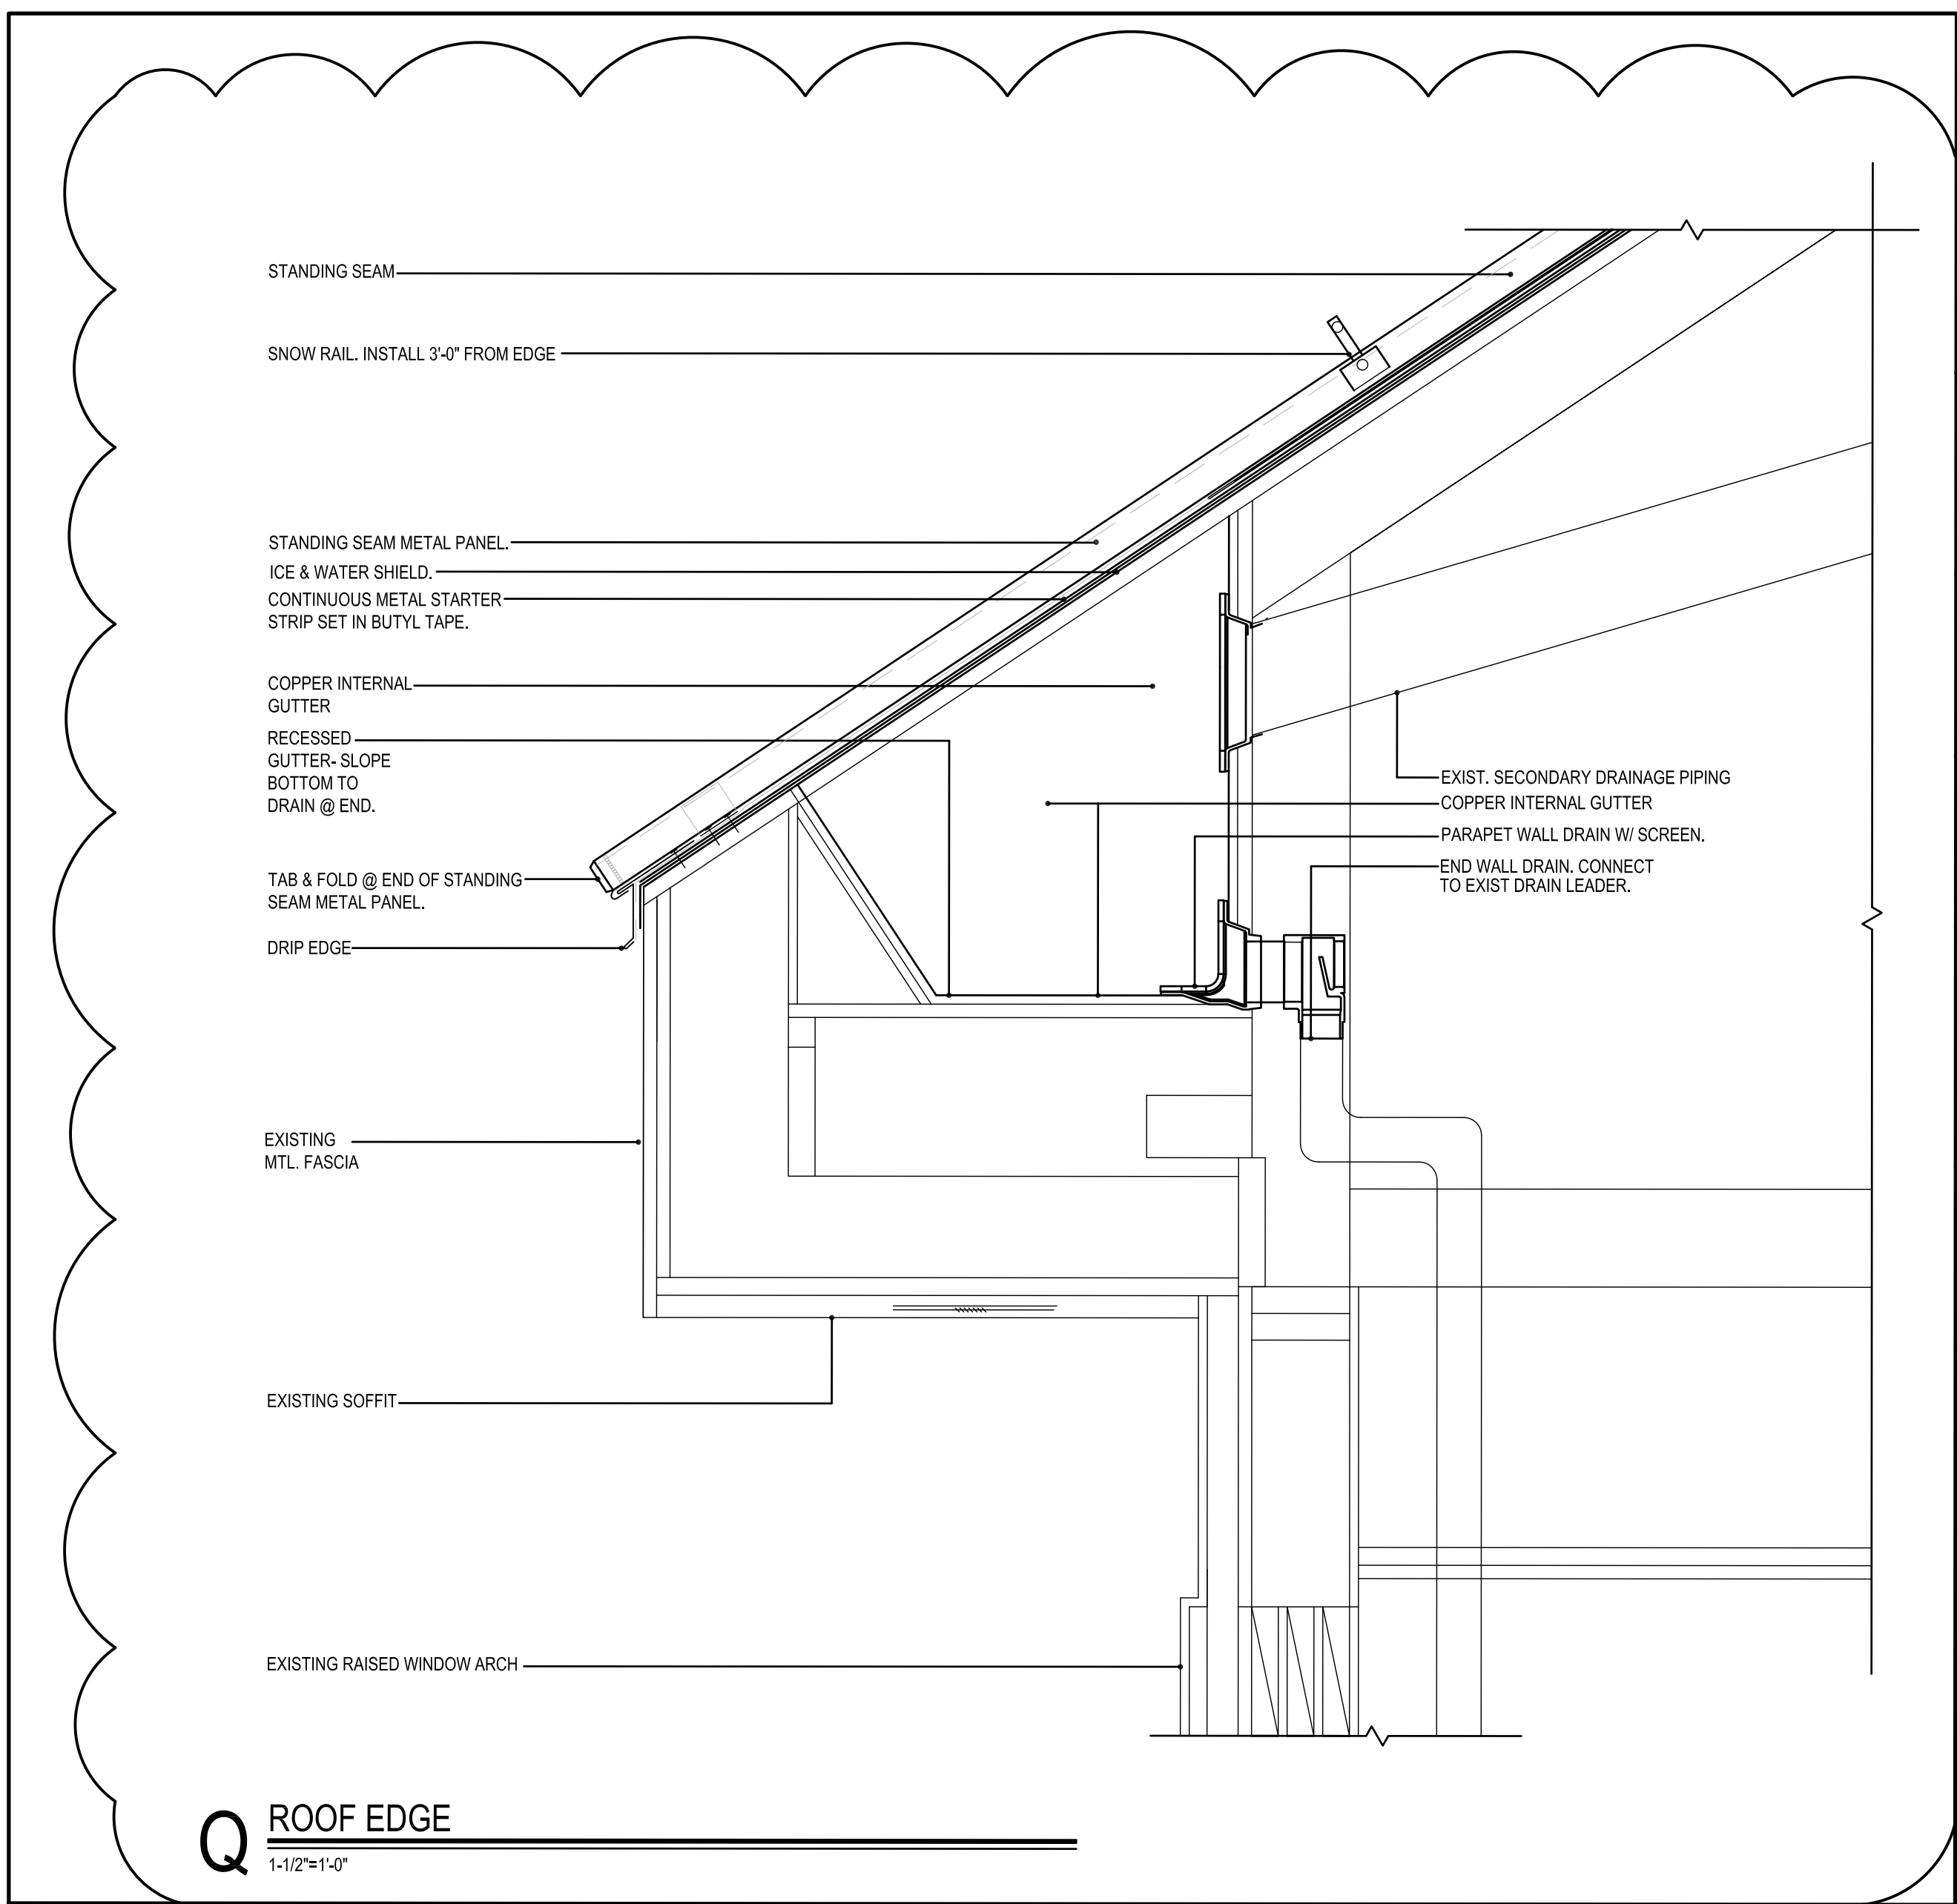 STANDING SEAM
SNOW RAIL. INSTALL 3'-0" FROM EDGE
STANDING SEAM METAL PANEL.
ICE & WATER SHIELD.
CONTINUOUS METAL STARTER
STRIP SET IN BUTYL TAPE.
COPPER INTERNAL
GUTTER
RECESSED
GUTTER- SLOPE
BOTTOM TO
DRAIN @ END.
TAB & FOLD @ END OF STANDING
SEAM METAL PANEL.
DRIP EDGE
EXISTING
MTL. FASCIA
EXISTING SOFFIT
EXISTING RAISED WINDOW ARCH
EXIST. SECONDARY DRAINAGE PIPING
COPPER INTERNAL GUTTER
PARAPET WALL DRAIN W/ SCREEN.
END WALL DRAIN. CONNECT
TO EXIST DRAIN LEADER.
Q
ROOF EDGE
1-1/2"=1'-0"